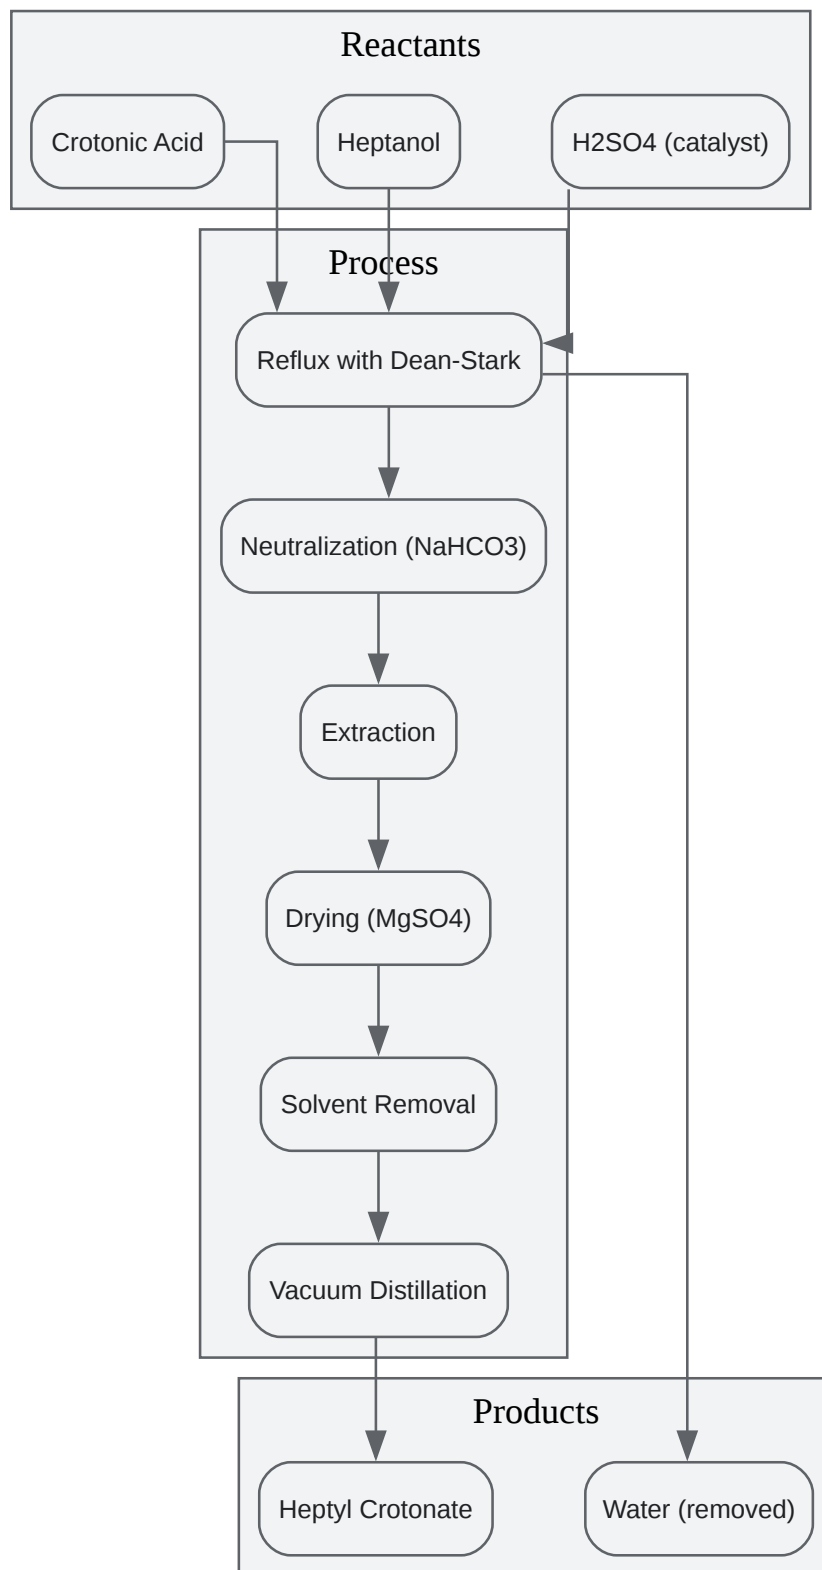 Reactants
Crotonic Acid
Heptanol
H2SO4 (catalyst)
Process
Reflux with Dean-Stark
Neutralization (NaHCO3)
Extraction
Drying (MgSO4)
Solvent Removal
Vacuum Distillation
Products
Heptyl Crotonate
Water (removed)